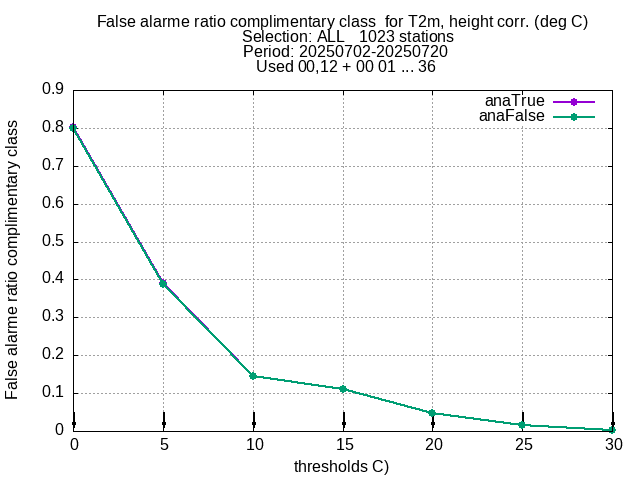 False alarme ratio complimentary class  for T2m, height corr. (deg C)
Selection: ALL   1023 stations
Period: 20250702-20250720
Used 00,12 + 00 01 ... 36
anaTrue
anaFalse
False alarme ratio complimentary class
0.9
0.8
0.7
0.6
0.5
0.4
0.3
0.2
0.1
0
0 5 10 15 20 25 30
thresholds C)